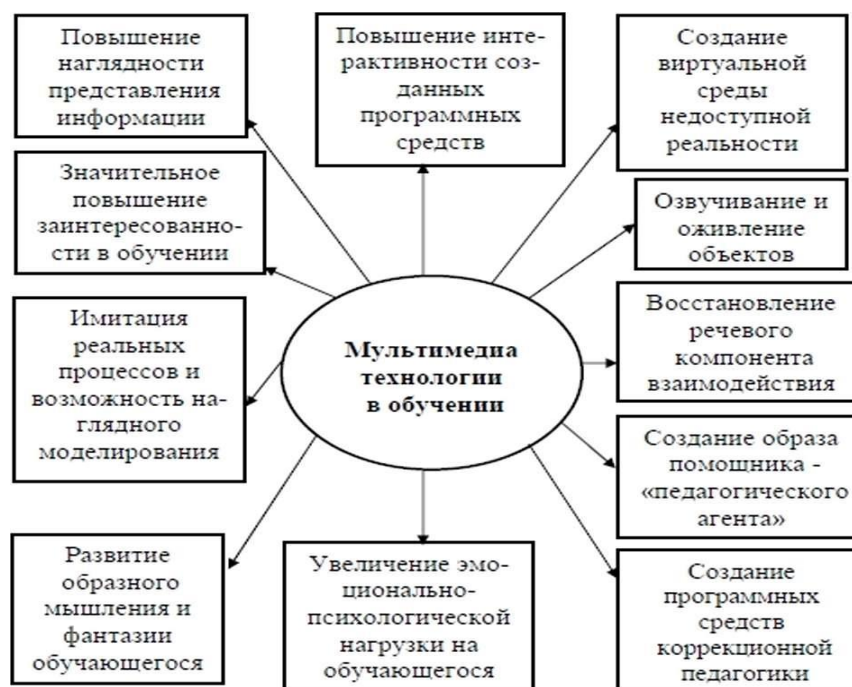 Повышение
наглядности
представления
информации
Повышение инте-
рактивности соз-
данных
программных
средств
Создание
виртуальной
среды
недоступной
реальности
Значительное
повышение
заинтересованно-
сти в обучении
Озвучивание и
оживление
объектов
Имитация
реальных
процессов и
возможность на-
глядного
моделирования
Мультимедиа
технологии
в обучении
Восстановление
речевого
компонента
взаимодействия
Создание образа
помощника -
«педагогического
агента»
Развитие
образного
мышления и
фантазии
обучающегося
Увеличение эмо-
ционально-
психологической
нагрузки на
обучающегося
Создание
программных
средств
коррекционной
педагогики